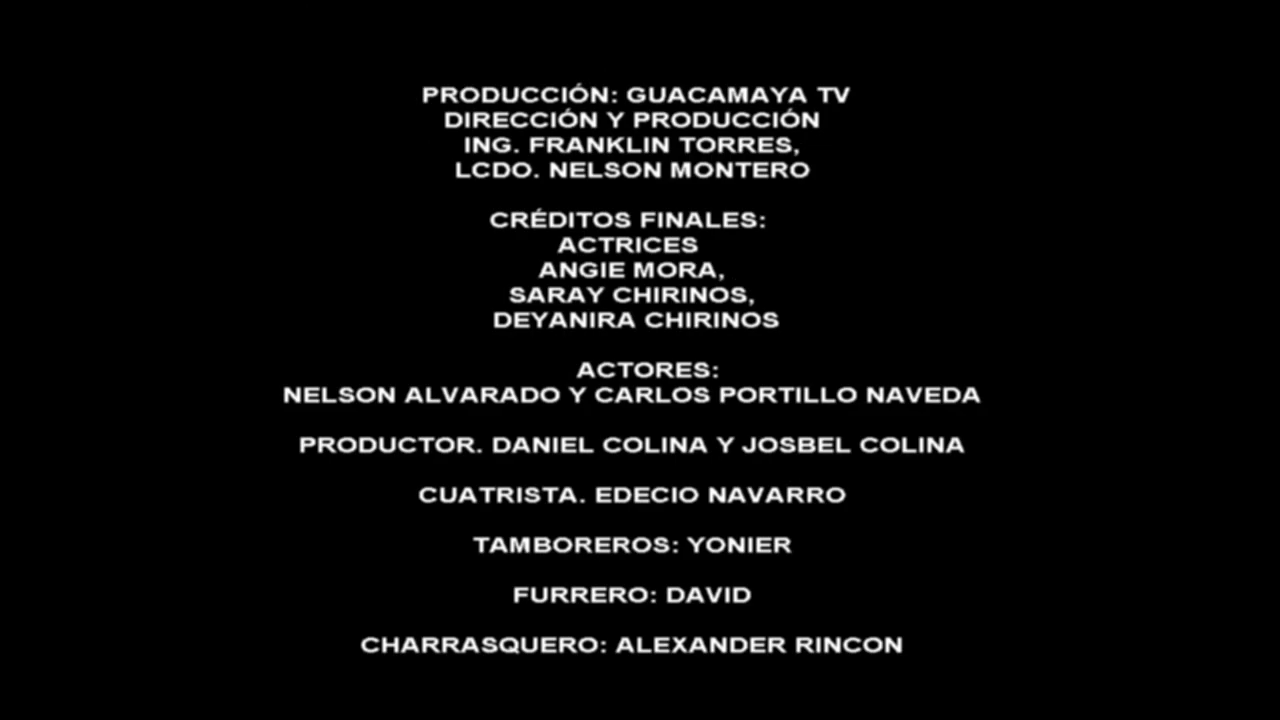 PRODUCCIÓN: GUACAMAYA TV
DIRECCIÓN Y PRODUCCIÓN
ING. FRANKLIN TORRES,
LCDO. NELSON MONTERO
CRÉDITOS FINALES:
ACTRICES
ANGIE MORA,
SARAY CHIRINOS,
DEYANIRA CHIRINOS
ACTORES:
NELSON ALVARADO Y CARLOS PORTILLO NAVEDA
PRODUCTOR. DANIEL COLINA Y JOSBEL COLINA
CUATRISTA. EDECIO NAVARRO
TAMBOREROS: YONIER
FURRERO: DAVID
CHARRASQUERO: ALEXANDER RINCON